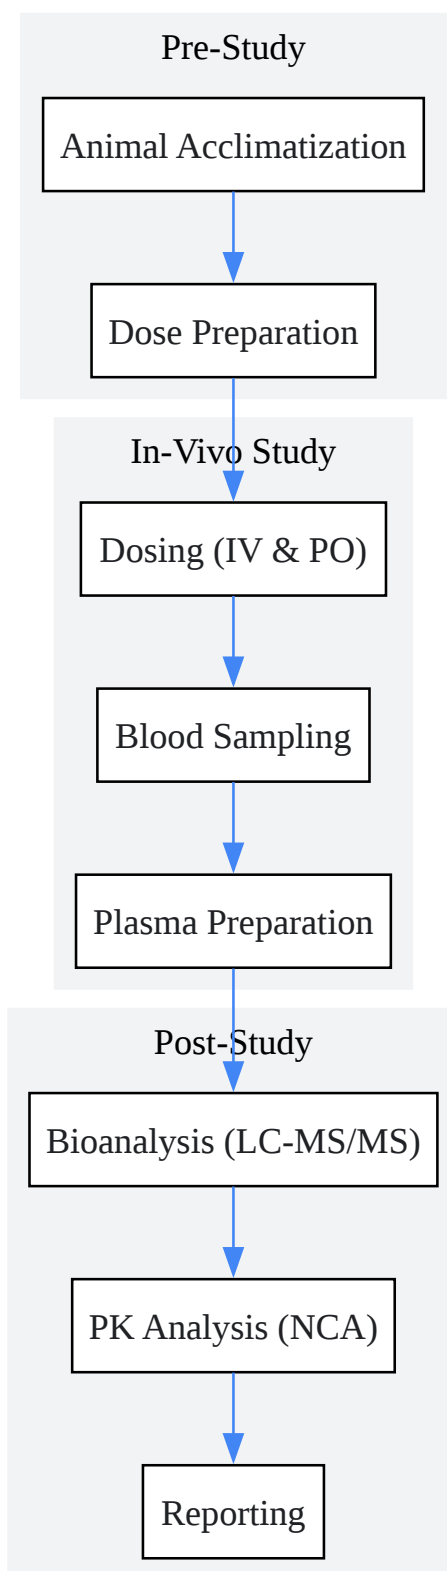 Pre-Study
Animal Acclimatization
Dose Preparation
In-Vivo Study
Dosing (IV & PO)
Blood Sampling
Plasma Preparation
Post-Study
Bioanalysis (LC-MS/MS)
PK Analysis (NCA)
Reporting